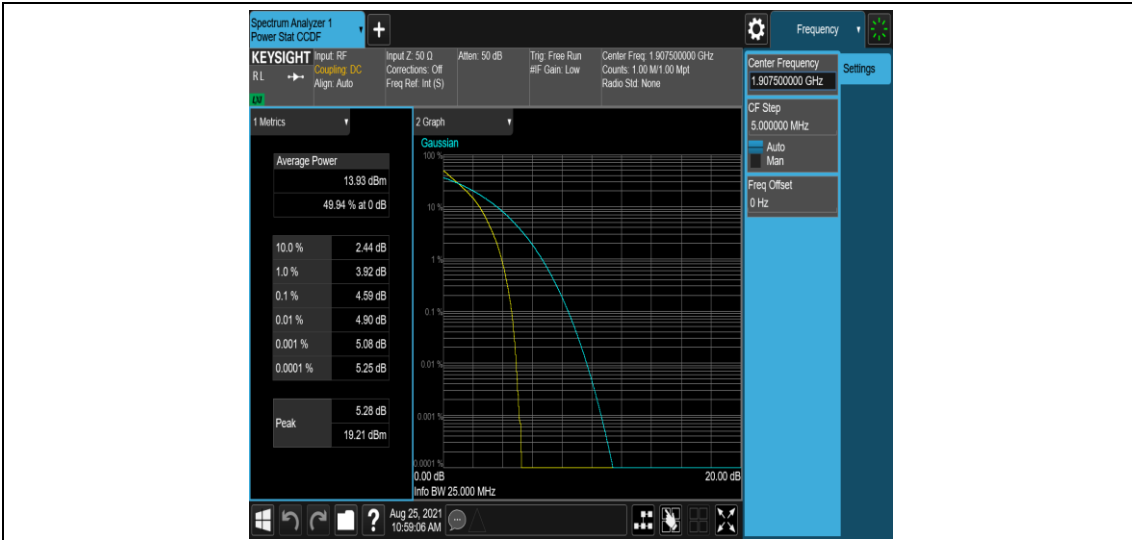 Spectrum Analyzer 1
Power Stat CCDF
+
Frequency
KEYSIGHT
RL
LXI
Input: RF
Coupling: DC
Align: Auto
Input Z: 50 Ω
Corrections: Off
Freq Ref: Int (S)
Atten: 50 dB
Trig: Free Run
#IF Gain: Low
Center Freq: 1.907500000 GHz
Counts: 1.00 M/1.00 Mpt
Radio Std: None
Center Frequency
1.907500000 GHz
Settings
CF Step
5.000000 MHz
Auto
Man
Freq Offset
0 Hz
1 Metrics
Average Power
13.93 dBm
49.94 % at 0 dB
10.0 % 2.44 dB
1.0 % 3.92 dB
0.1 % 4.59 dB
0.01 % 4.90 dB
0.001 % 5.08 dB
0.0001 % 5.25 dB
Peak
5.28 dB
19.21 dBm
2 Graph
Gaussian
100 %
10 %
1 %
0.1 %
0.01 %
0.001 %
0.0001 %
0.00 dB 20.00 dB
Info BW 25.000 MHz
?
Aug 25, 2021
10:59:06 AM